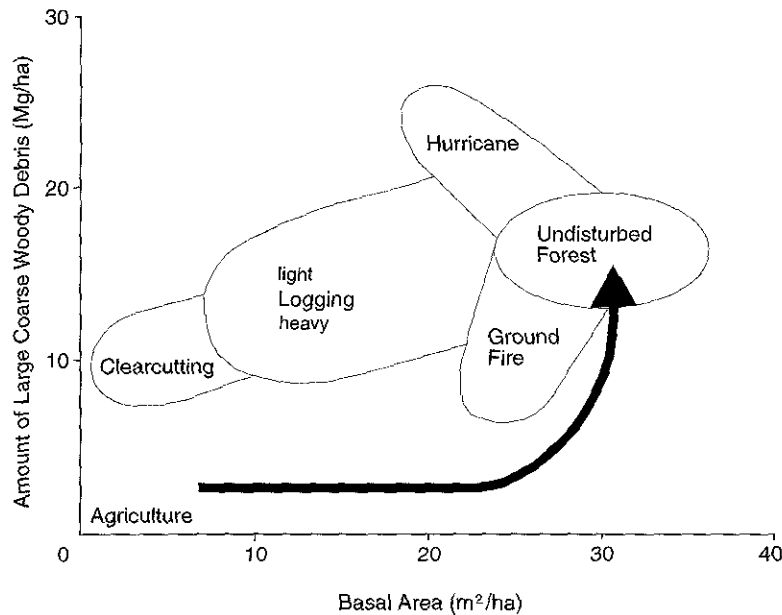 Amount of Large Coarse Woody Debris (Mg/ha)
30
20
10
0
Hurricane
Undisturbed
Forest
light
Logging
heavy
Ground
Fire
Clearcutting
Agriculture
10
20
30
40
Basal Area (m²/ha)